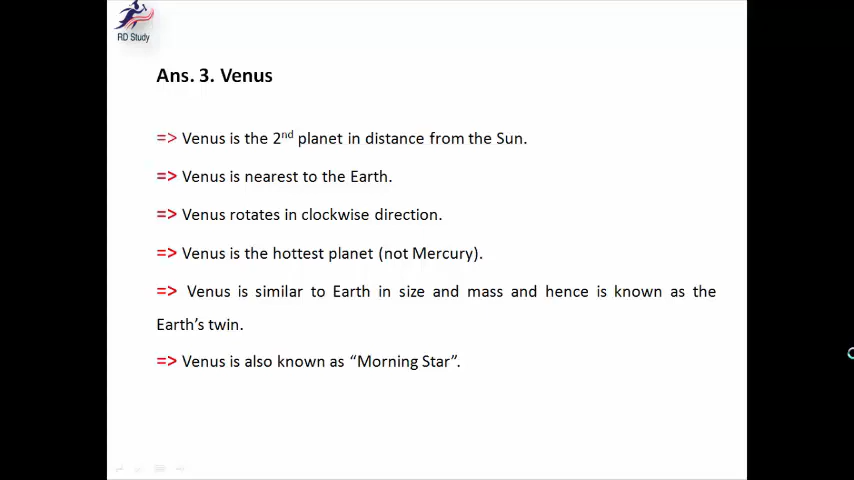 RD Study
Ans. 3. Venus
=> Venus is the 2nd planet in distance from the Sun.
=> Venus is nearest to the Earth.
=> Venus rotates in clockwise direction.
=> Venus is the hottest planet (not Mercury).
=> Venus is similar to Earth in size and mass and hence is known as the
Earth’s twin.
=> Venus is also known as “Morning Star”.